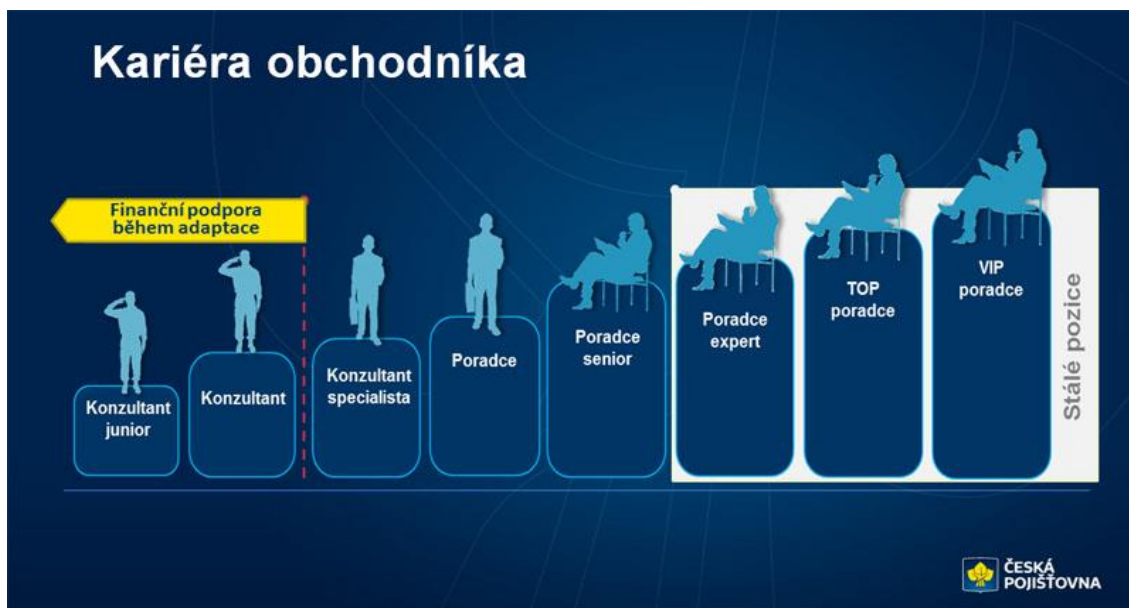 Kariéra obchodníka
Finanční podpora
během adaptace
Konzultant
junior
Konzultant
Konzultant
specialista
Poradce
Poradce
senior
Poradce
expert
TOP
poradce
VIP
poradce
Stálé pozice
ČESKÁ
POJIŠŤOVNA